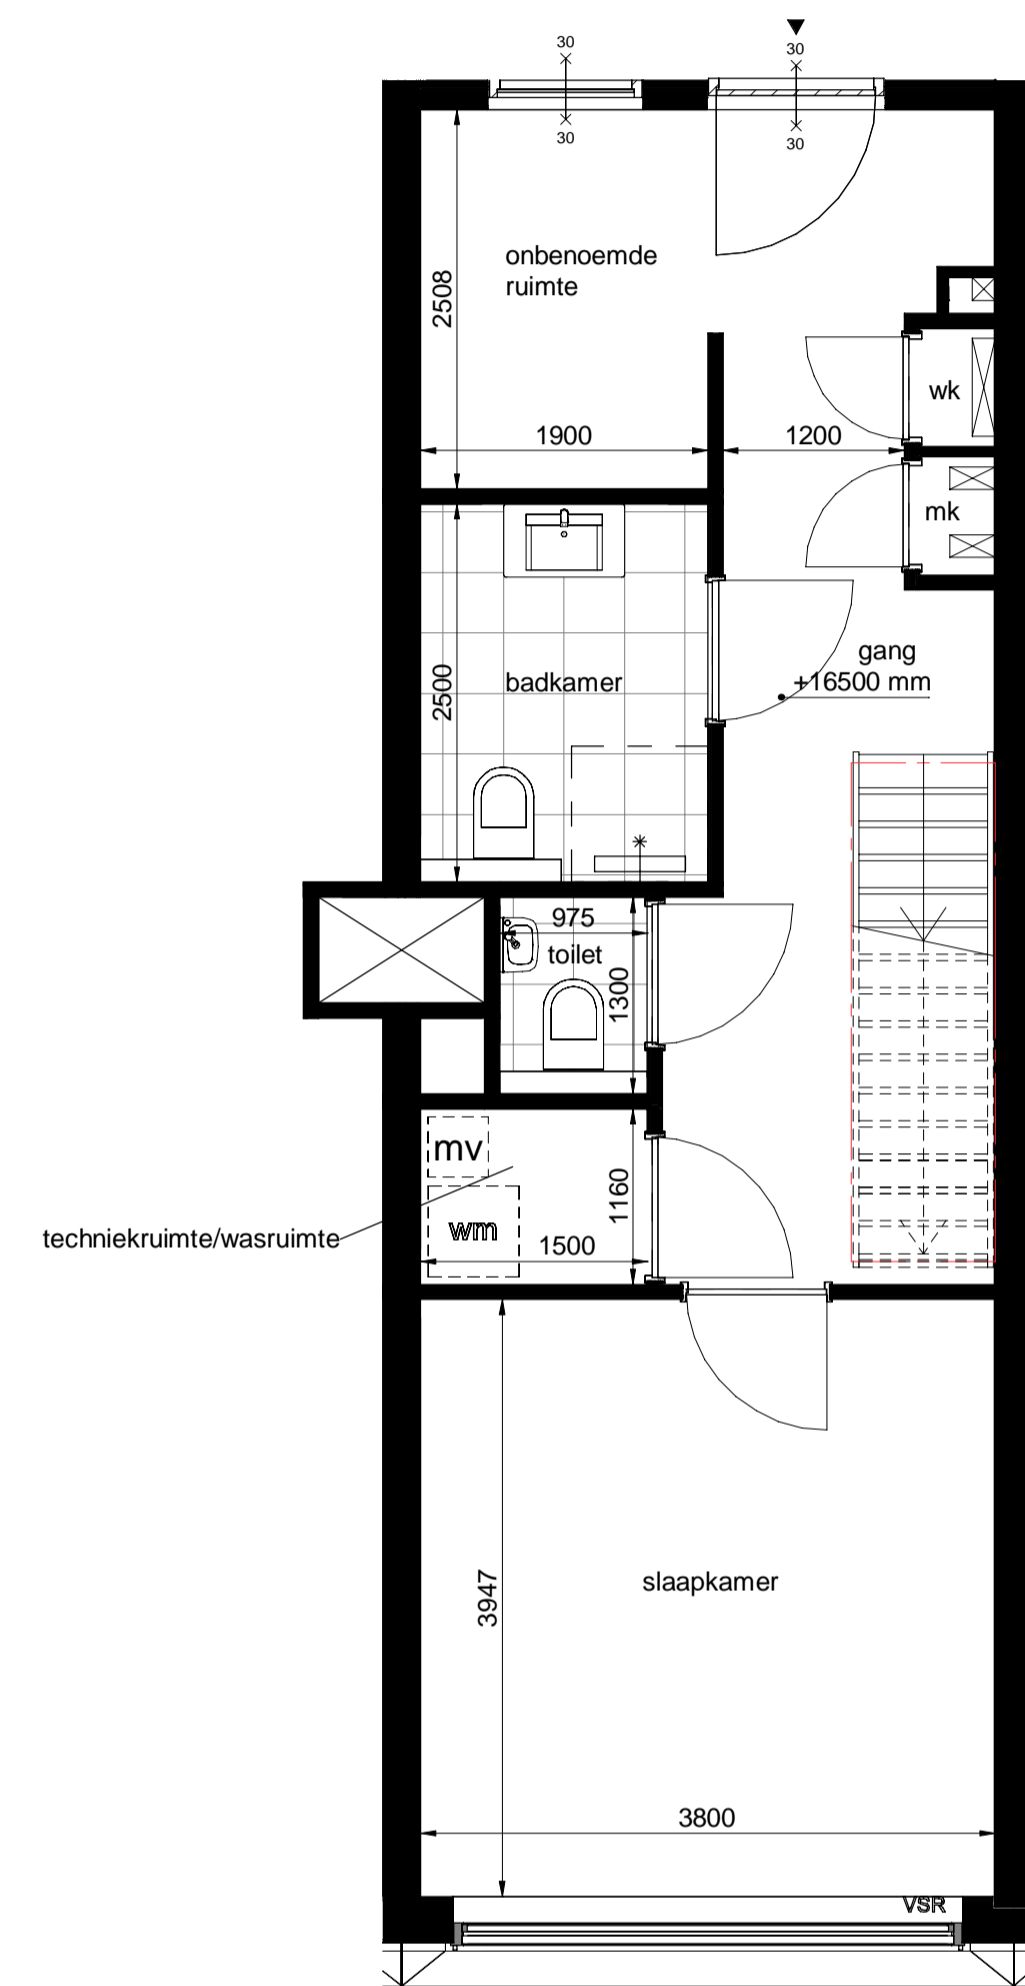 30
30
30
30
onbenoemde
ruimte
2508
wk
1900
1200
mk
gang
+16500 mm
badkamer
2500
975
toilet
1300
mv
1160
wm
techniekruimte/wasruimte
1500
slaapkamer
3947
3800
VSR